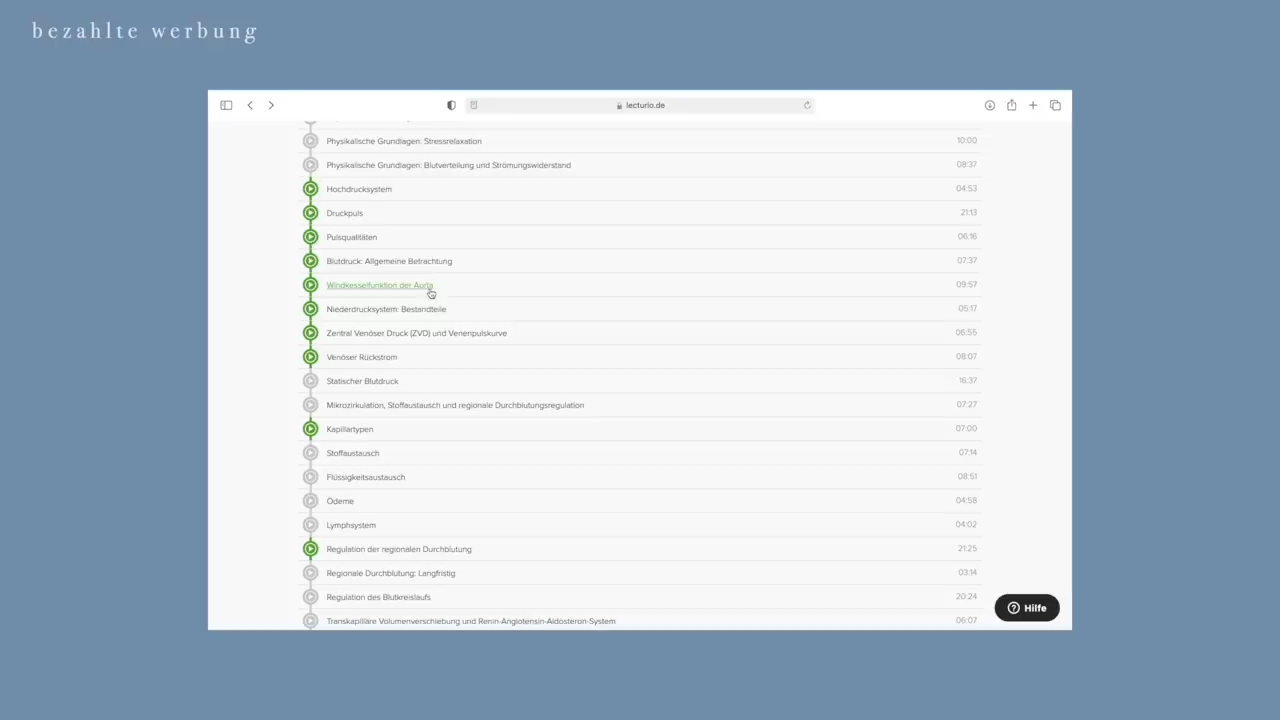 bezahlte werbung
lecturio.de
Physikalische Grundlagen: Stressrelaxation 10:00
Physikalische Grundlagen: Blutverteilung und Strömungswiderstand 08:37
Hochdrucksystem 04:53
Druckpuls 21:13
Pulsqualitäten 06:16
Blutdruck: Allgemeine Betrachtung 07:37
Windkesselfunktion der Aorta 09:57
Niederdrucksystem: Bestandteile 05:17
Zentral Venöser Druck (ZVD) und Venenpulskurve 06:55
Venöser Rückstrom 08:07
Statischer Blutdruck 16:37
Mikrozirkulation, Stoffaustausch und regionale Durchblutungsregulation 07:27
Kapillartypen 07:00
Stoffaustausch 07:14
Flüssigkeitsaustausch 08:51
Ödeme 04:58
Lymphsystem 04:02
Regulation der regionalen Durchblutung 21:25
Regionale Durchblutung: Langfristig 03:14
Regulation des Blutkreislaufs 20:24
Transkapilläre Volumenverschiebung und Renin-Angiotensin-Aldosteron-System 06:07
Hilfe